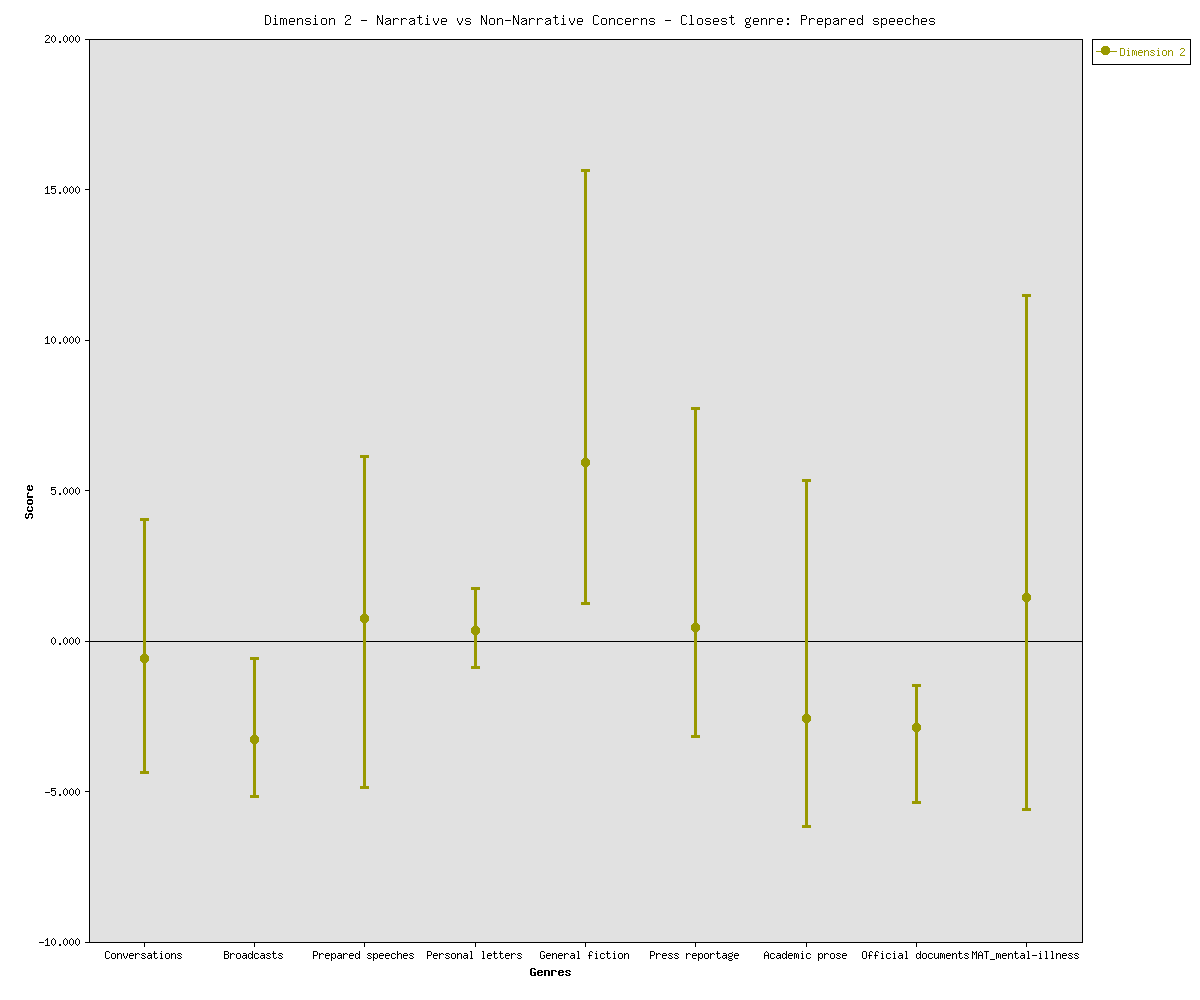 Dimension 2 - Narrative vs Non-Narrative Concerns - Closest genre: Prepared speeches
Dimension 2
20.000
15.000
10.000
5.000
0.000
-5.000
-10.000
Score
Conversations
Broadcasts
Prepared speeches
Personal letters
General fiction
Press reportage
Academic prose
Official documents
MAT_mental-illness
Genres